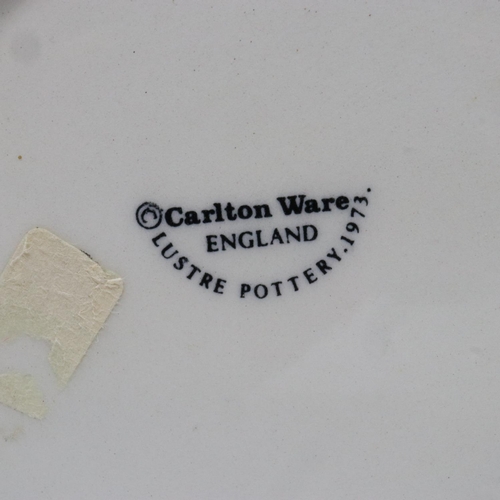 ©Carlton Ware
ENGLAND
LUSTRE POTTERY.1973.